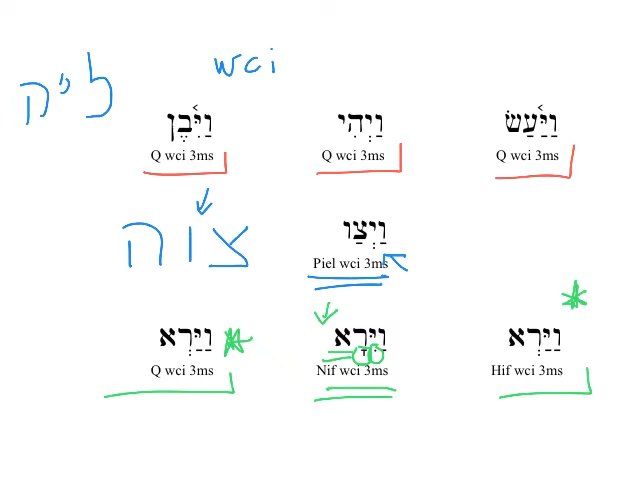 wci
וַיִּ֫בֶן
Q wci 3ms
וַיְהִי
Q wci 3ms
וַיַּ֫עַשׂ
Q wci 3ms
צוה
וַיְצַו
Piel wci 3ms
וַיַּרְא
Q wci 3ms
וַיֵּרָא
Nif wci 3ms
וַיַּרְא
Hif wci 3ms